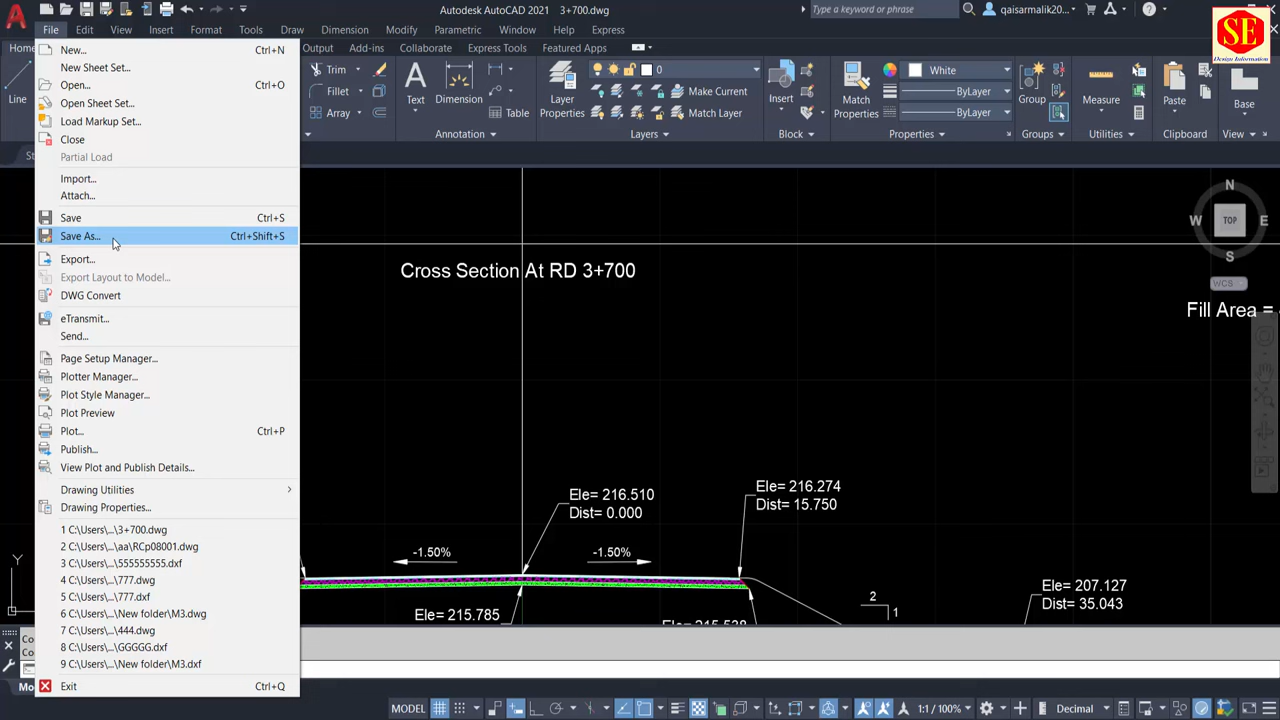 Autodesk AutoCAD 2021 3+700.dwg
Type a keyword or phrase
qaisarmalik20...
SE
Design Information
File Edit View Insert Format Tools Draw Dimension Modify Parametric Window Help Express
Output Add-ins Collaborate Express Tools Featured Apps
Line
Trim
Fillet
Array
Text
Dimension
Table
Annotation
Layer
Properties
0
Make Current
Match Layer
Layers
Insert
Block
Match
Properties
White
ByLayer
ByLayer
Properties
Group
Groups
Measure
Utilities
Paste
Clipboard
Base
View
New... Ctrl+N
New Sheet Set...
Open... Ctrl+O
Open Sheet Set...
Load Markup Set...
Close
Partial Load
Import...
Attach...
Save Ctrl+S
Save As... Ctrl+Shift+S
Export...
Export Layout to Model...
DWG Convert
eTransmit...
Send...
Page Setup Manager...
Plotter Manager...
Plot Style Manager...
Plot Preview
Plot... Ctrl+P
Publish...
View Plot and Publish Details...
Drawing Utilities
Drawing Properties...
1 C:\Users\...\3+700.dwg
2 C:\Users\...\aa\RCp08001.dwg
3 C:\Users\...\555555555.dxf
4 C:\Users\...\777.dwg
5 C:\Users\...\777.dxf
6 C:\Users\...\New folder\M3.dwg
7 C:\Users\...\444.dwg
8 C:\Users\...\GGGGG.dxf
9 C:\Users\...\New folder\M3.dxf
Exit Ctrl+Q
Cross Section At RD 3+700
N
W TOP E
S
WCS
Fill Area =
Ele= 216.510
Dist= 0.000
Ele= 216.274
Dist= 15.750
-1.50% -1.50%
Ele= 215.785
2
1
Ele= 207.127
Dist= 35.043
Y
MODEL
1:1 / 100%
Decimal